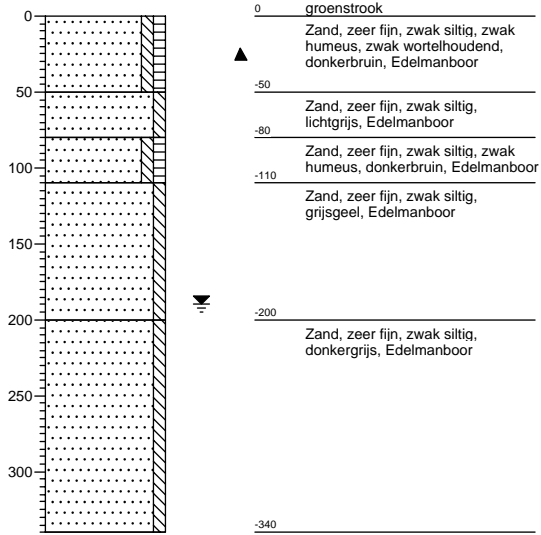 0
50
100
150
200
250
300
0
groenstrook
Zand, zeer fijn, zwak siltig, zwak
humeus, zwak wortelhoudend,
donkerbruin, Edelmanboor
-50
Zand, zeer fijn, zwak siltig,
lichtgrijs, Edelmanboor
-80
Zand, zeer fijn, zwak siltig, zwak
humeus, donkerbruin, Edelmanboor
-110
Zand, zeer fijn, zwak siltig,
grijsgeel, Edelmanboor
-200
Zand, zeer fijn, zwak siltig,
donkergrijs, Edelmanboor
-340